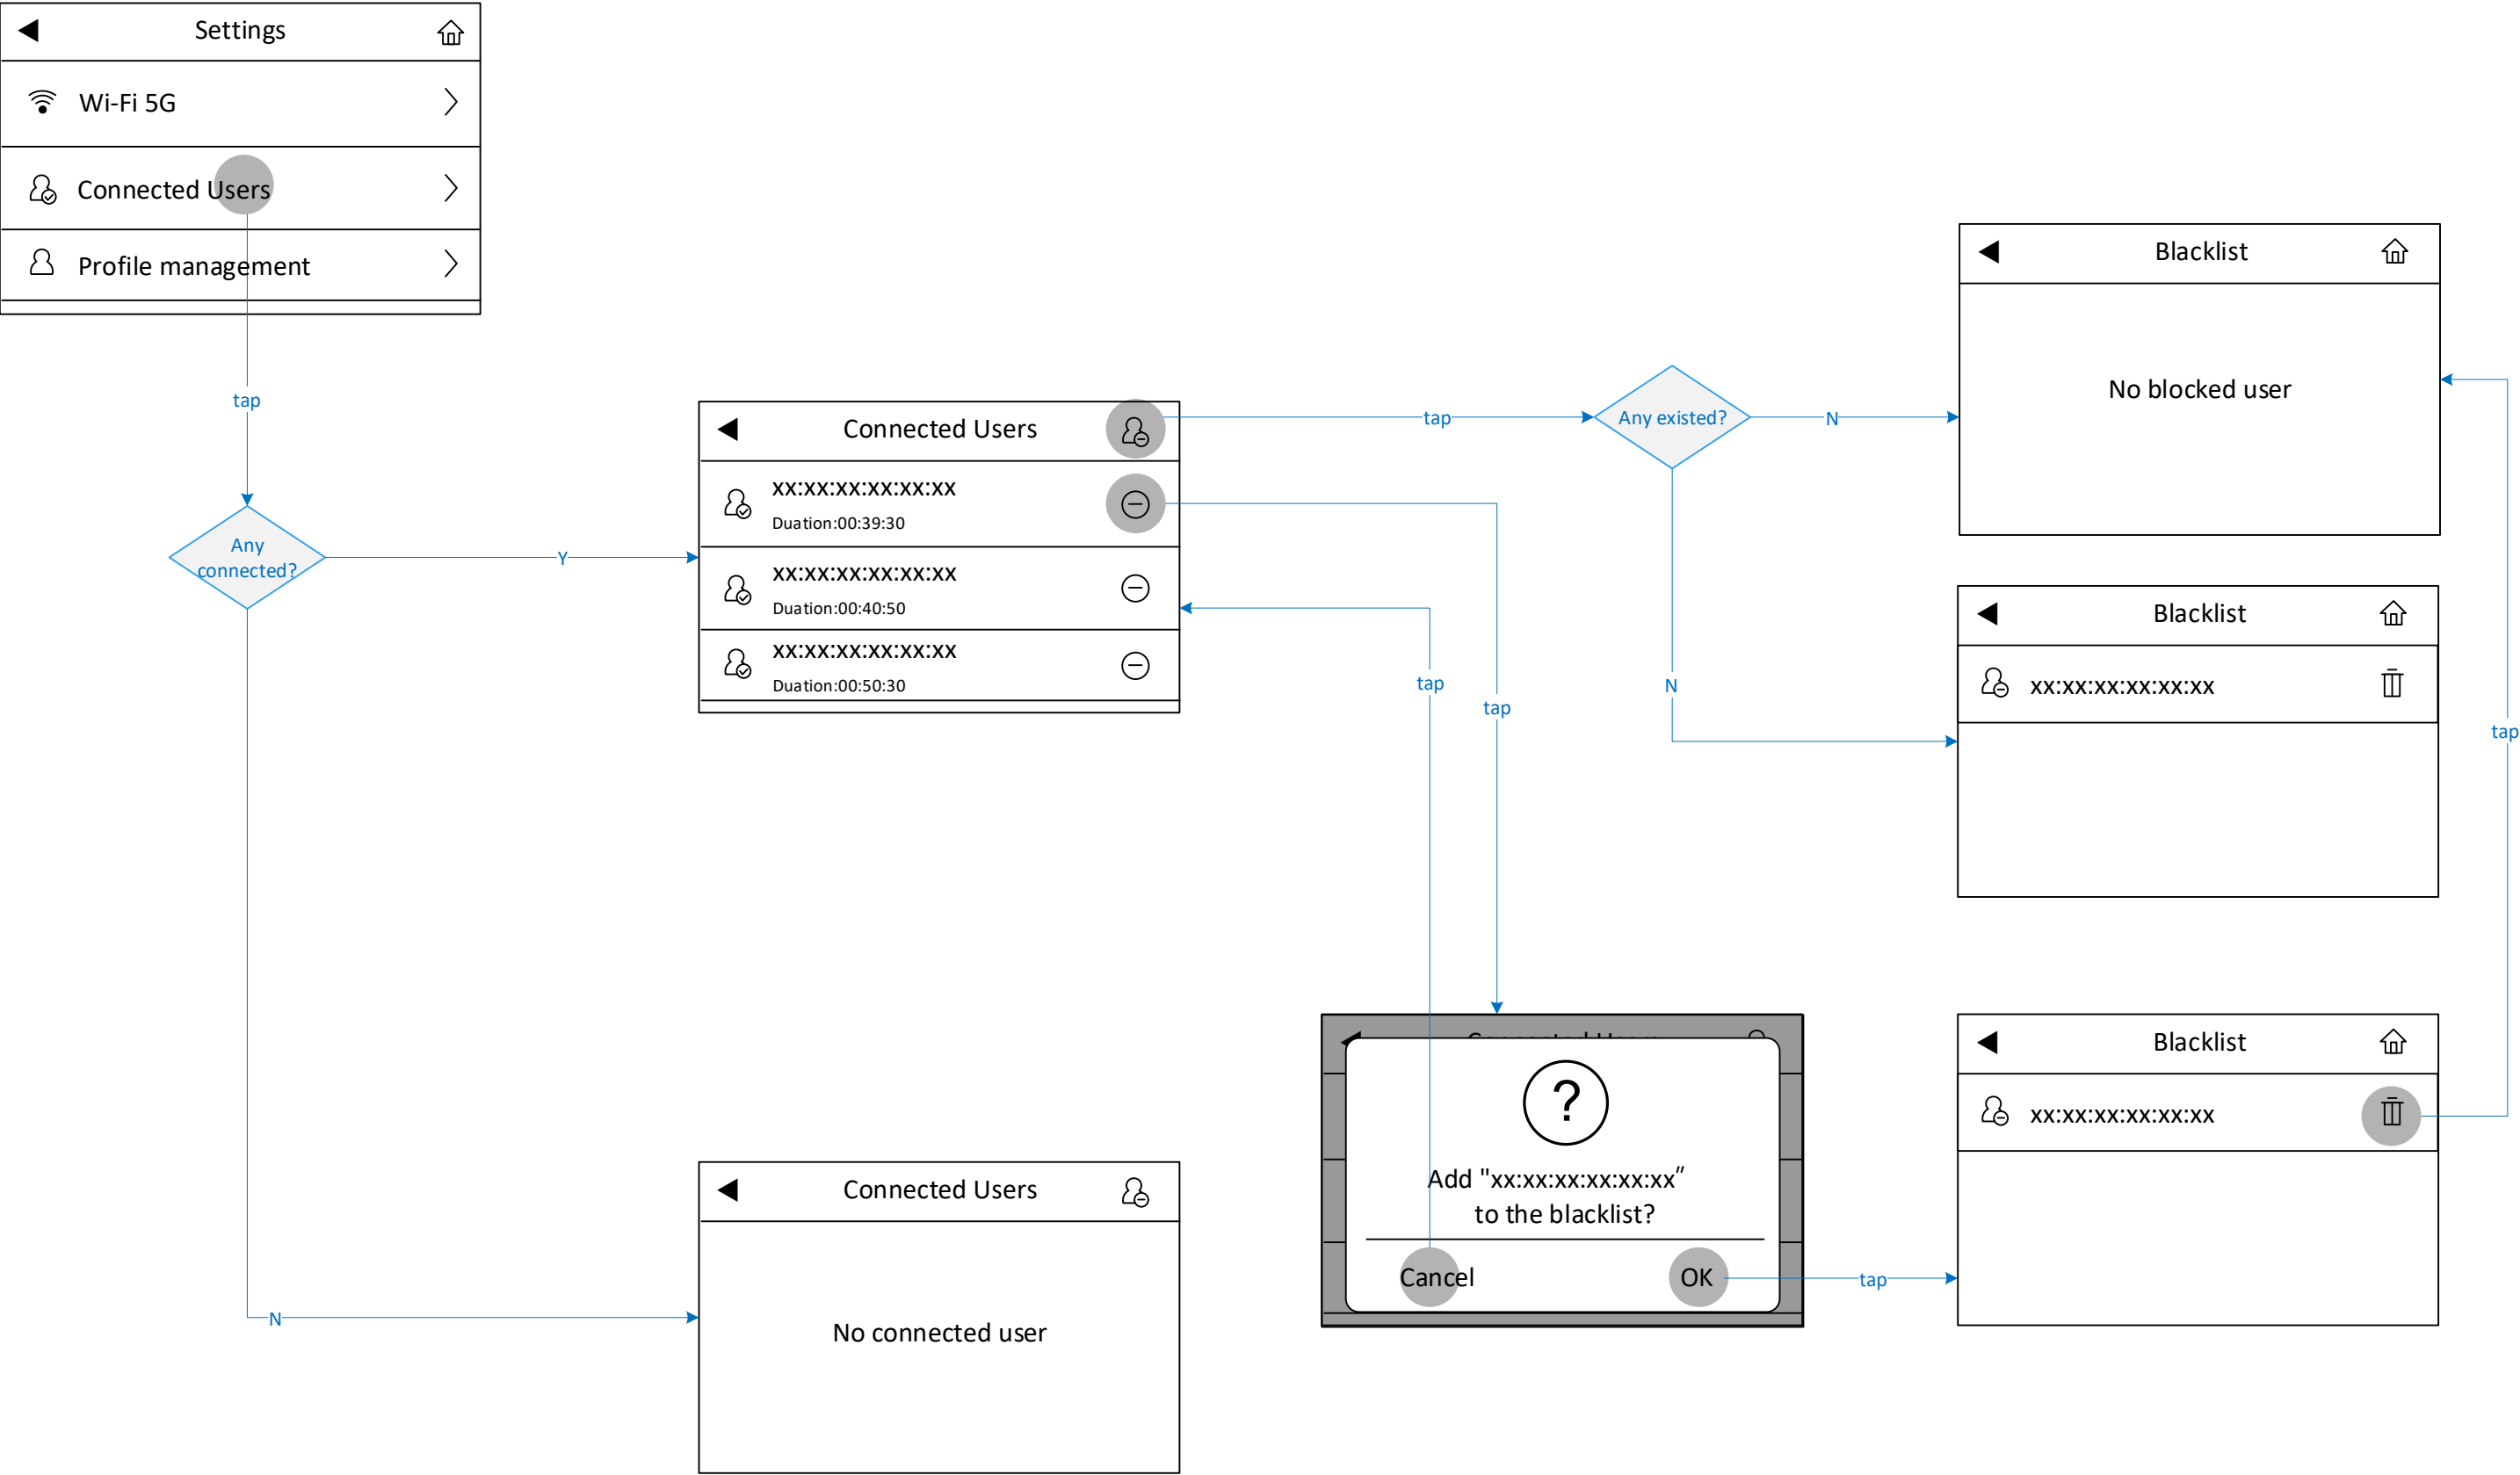 Settings
Wi-Fi 5G
Connected Users
Profile management
tap
Any
connected?
Y
N
Connected Users
xx:xx:xx:xx:xx:xx
Duation:00:39:30
xx:xx:xx:xx:xx:xx
Duation:00:40:50
xx:xx:xx:xx:xx:xx
Duation:00:50:30
tap
Any existed?
N
N
Blacklist
No blocked user
Blacklist
xx:xx:xx:xx:xx:xx
tap
tap
tap
Connected Users
?
Add "xx:xx:xx:xx:xx:xx"
to the blacklist?
Cancel
OK
tap
Blacklist
xx:xx:xx:xx:xx:xx
Connected Users
No connected user